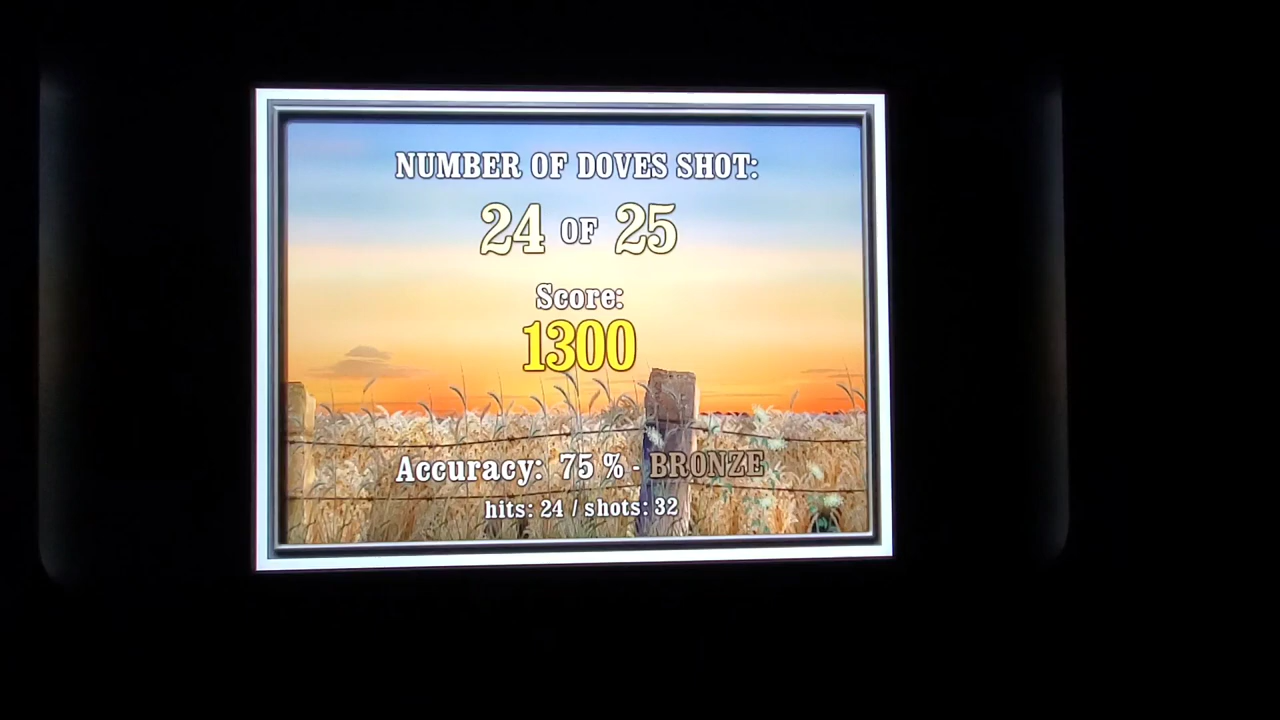 NUMBER OF DOVES SHOT:
24 OF 25
Score:
1300
Accuracy: 75 % - BRONZE
hits: 24 / shots: 32